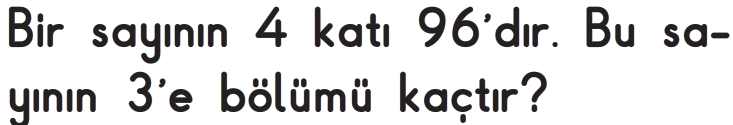 Bir sayının 4 katı 96'dır. Bu sa-
yının 3'e bölümü kaçtır?